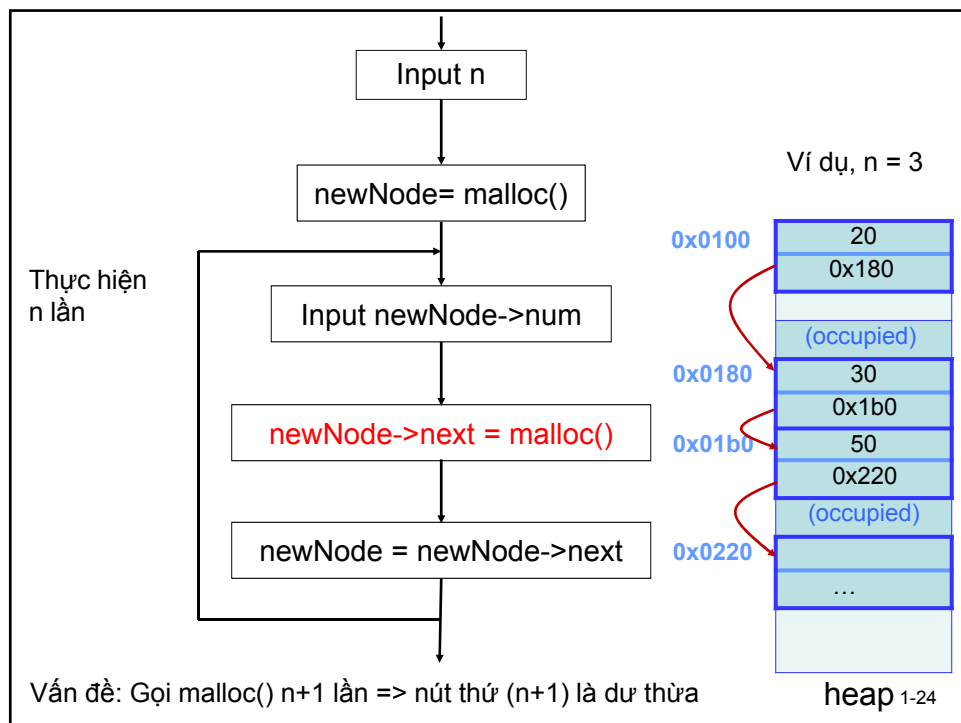 Input n
newNode= malloc()
Thực hiện
n lần
Input newNode->num
newNode->next = malloc()
newNode = newNode->next
Ví dụ, n = 3
0x0100
20
0x180
(occupied)
0x0180
30
0x1b0
0x01b0
50
0x220
(occupied)
0x0220
...
Vấn đề: Gọi malloc() n+1 lần => nút thứ (n+1) là dư thừa
heap 1-24